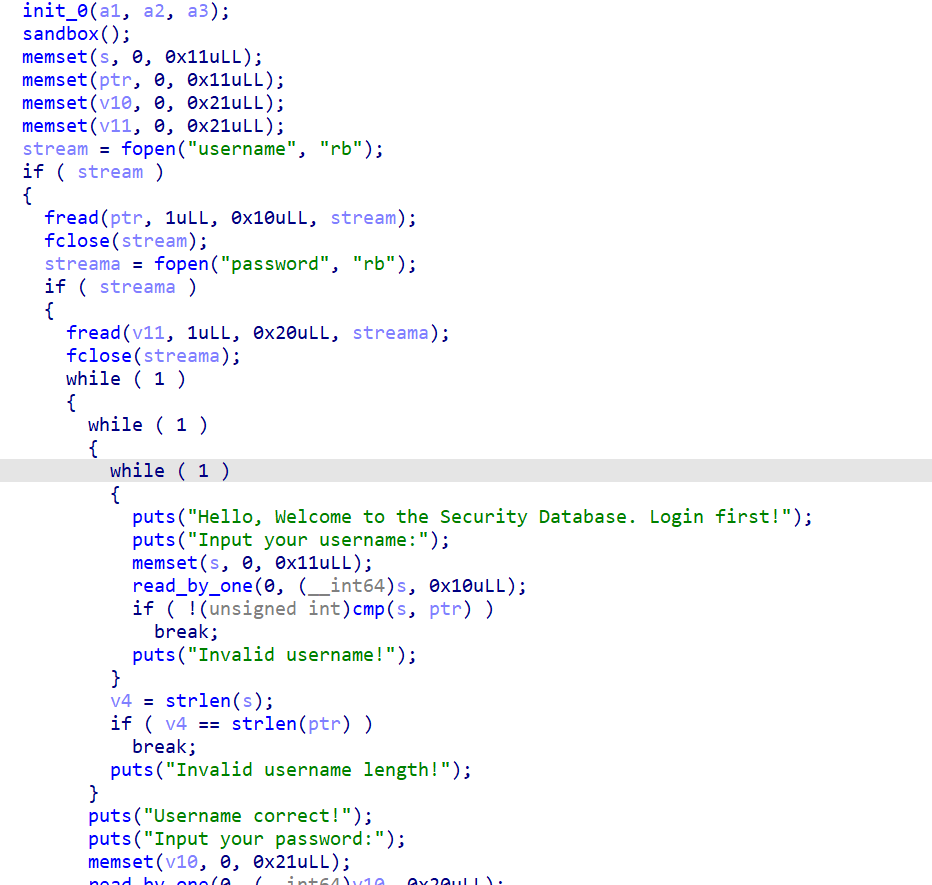 init_0(a1, a2, a3);
sandbox();
memset(s, 0, 0x11uLL);
memset(ptr, 0, 0x11uLL);
memset(v10, 0, 0x21uLL);
memset(v11, 0, 0x21uLL);
stream = fopen("username", "rb");
if ( stream )
{
  fread(ptr, 1uLL, 0x10uLL, stream);
  fclose(stream);
  streama = fopen("password", "rb");
  if ( streama )
  {
    fread(v11, 1uLL, 0x20uLL, streama);
    fclose(streama);
    while ( 1 )
    {
      while ( 1 )
      {
        while ( 1 )
        {
          puts("Hello, Welcome to the Security Database. Login first!");
          puts("Input your username:");
          memset(s, 0, 0x11uLL);
          read_by_one(0, (__int64)s, 0x10uLL);
          if ( !(unsigned int)cmp(s, ptr) )
            break;
          puts("Invalid username!");
        }
        v4 = strlen(s);
        if ( v4 == strlen(ptr) )
          break;
        puts("Invalid username length!");
      }
      puts("Username correct!");
      puts("Input your password:");
      memset(v10, 0, 0x21uLL);
      read_by_one(0, (__int64)v10, 0x20uLL);